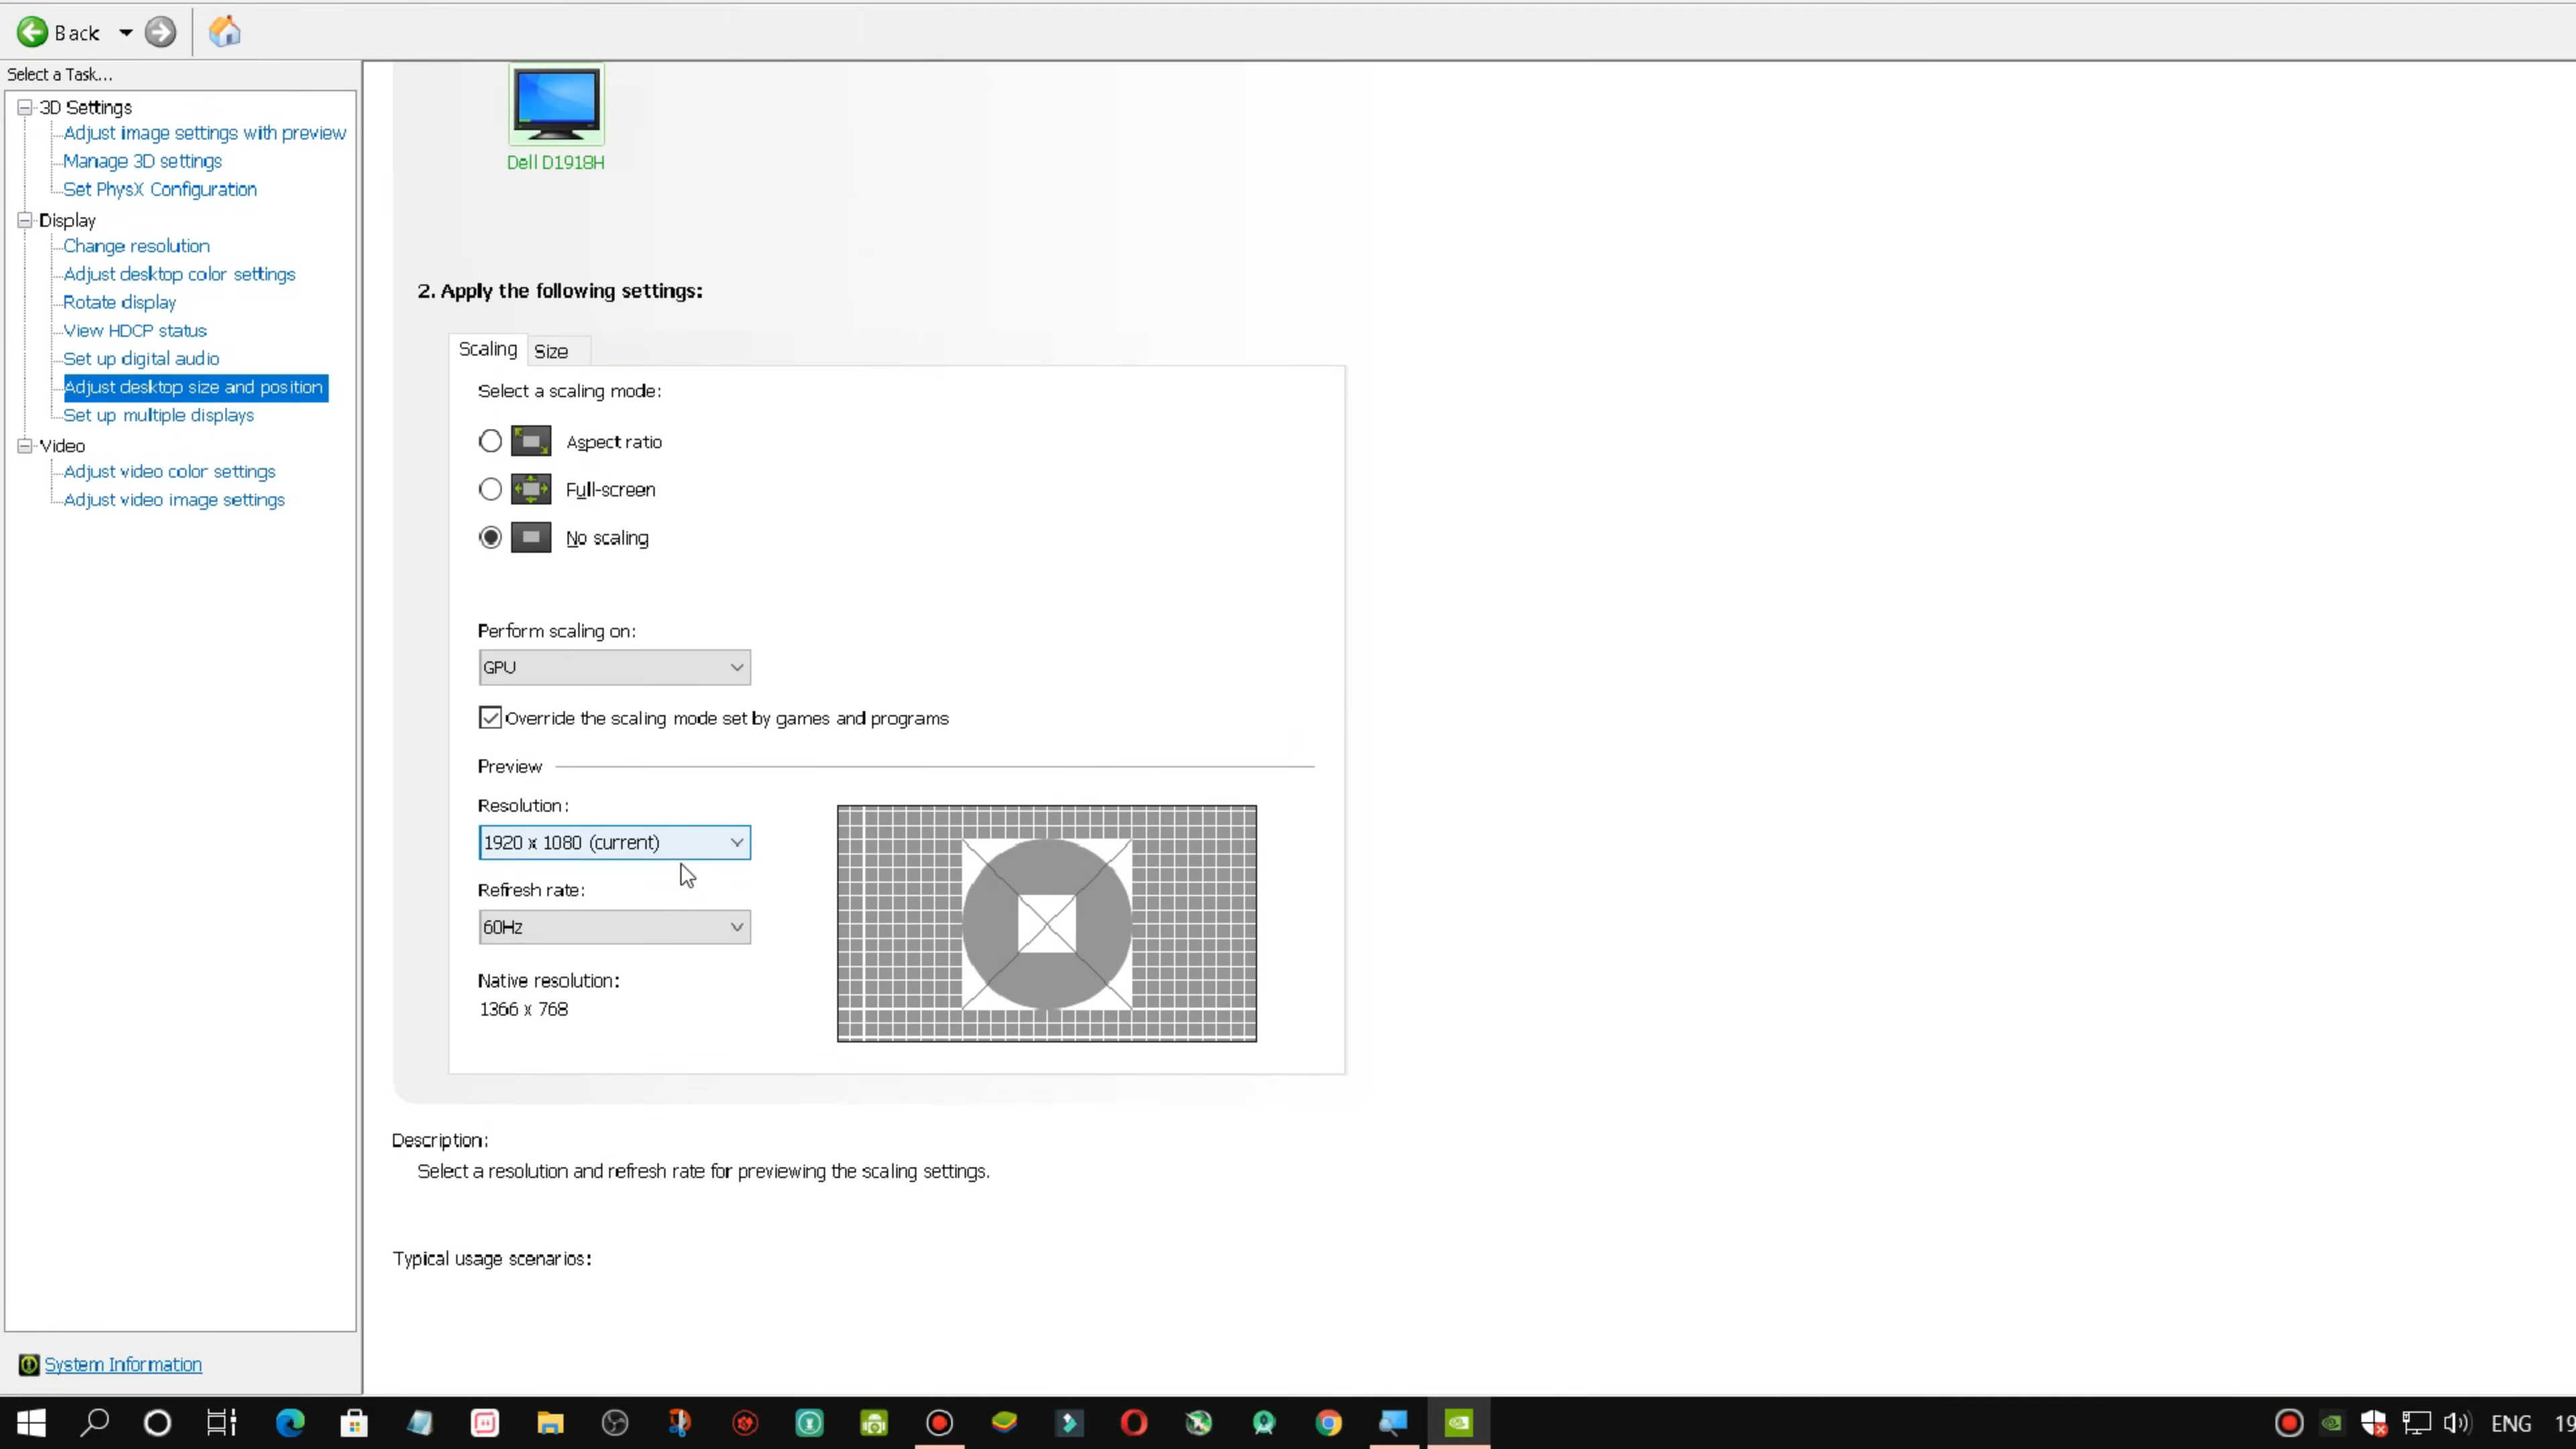 Back
Select a Task...
3D Settings
Adjust image settings with preview
Manage 3D settings
Set PhysX Configuration
Display
Change resolution
Adjust desktop color settings
Rotate display
View HDCP status
Set up digital audio
Adjust desktop size and position
Set up multiple displays
Video
Adjust video color settings
Adjust video image settings
System Information
Dell D1918H
2. Apply the following settings:
Scaling
Size
Select a scaling mode:
Aspect ratio
Full-screen
No scaling
Perform scaling on:
GPU
Override the scaling mode set by games and programs
Preview
Resolution:
1920 x 1080 (current)
Refresh rate:
60Hz
Native resolution:
1366 x 768
Description:
Select a resolution and refresh rate for previewing the scaling settings.
Typical usage scenarios:
ENG
19